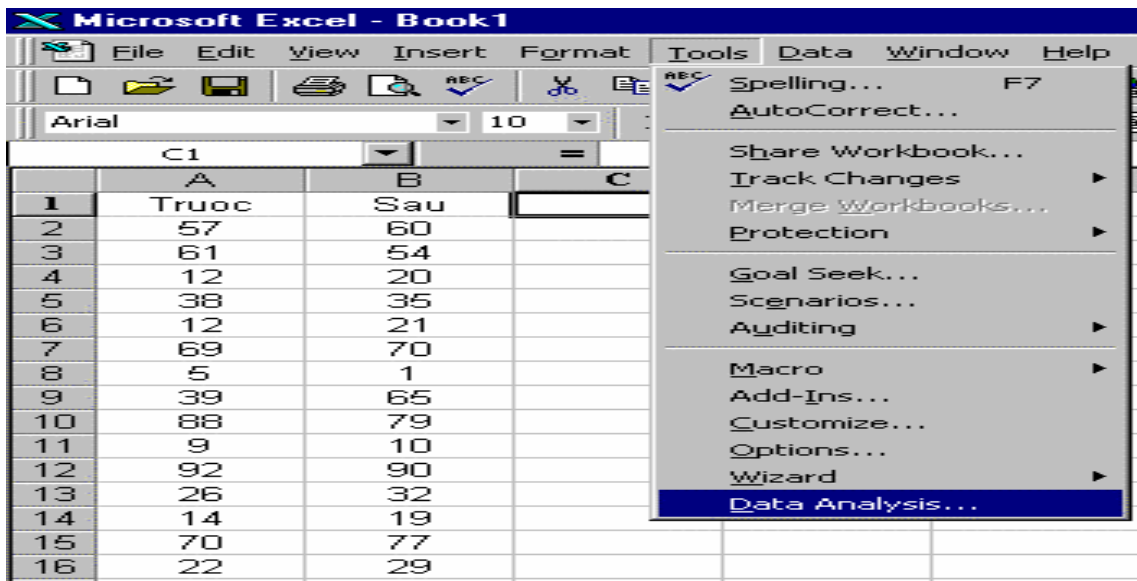 Microsoft Excel - Book1
File Edit View Insert Format Tools Data Window Help
ABC ABC Spelling... F7
AutoCorrect...
Arial 10
C1 = Share Workbook...
A B C Track Changes
1 Truoc Sau Merge Workbooks...
2 57 60 Protection
3 61 54
4 12 20 Goal Seek...
5 38 35 Scenarios...
6 12 21 Auditing
7 69 70
8 5 1 Macro
9 39 65 Add-Ins...
10 88 79 Customize...
11 9 10 Options...
12 92 90 Wizard
13 26 32 Data Analysis...
14 14 19
15 70 77
16 22 29